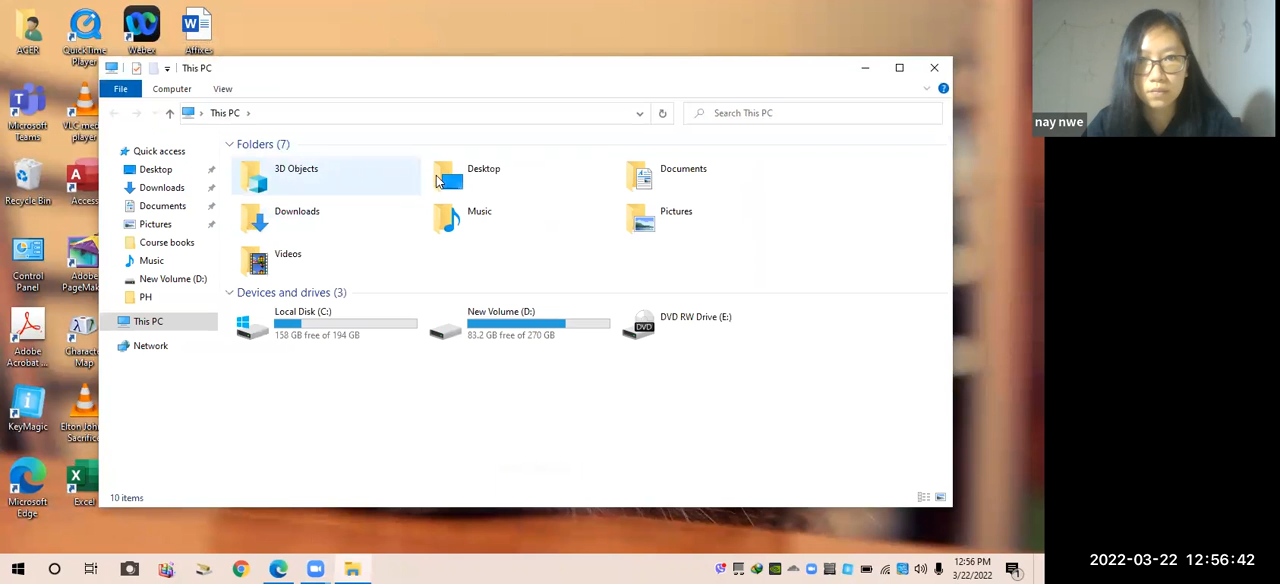 ACER
QuickTime Player
Webex
Affixes
Microsoft Teams
VLC media player
Recycle Bin
Access
Control Panel
Adobe PageMak...
Adobe Acrobat ...
Charact Map
KeyMagic
Elton John Sacrific
Microsoft Edge
Excel
This PC
File Computer View
This PC
Search This PC
Quick access
Desktop
Downloads
Documents
Pictures
Course books
Music
New Volume (D:)
PH
This PC
Network
Folders (7)
3D Objects
Desktop
Documents
Downloads
Music
Pictures
Videos
Devices and drives (3)
Local Disk (C:)
158 GB free of 194 GB
New Volume (D:)
83.2 GB free of 270 GB
DVD
DVD RW Drive (E:)
10 items
12:56 PM
3/22/2022
1
nay nwe
2022-03-22 12:56:42